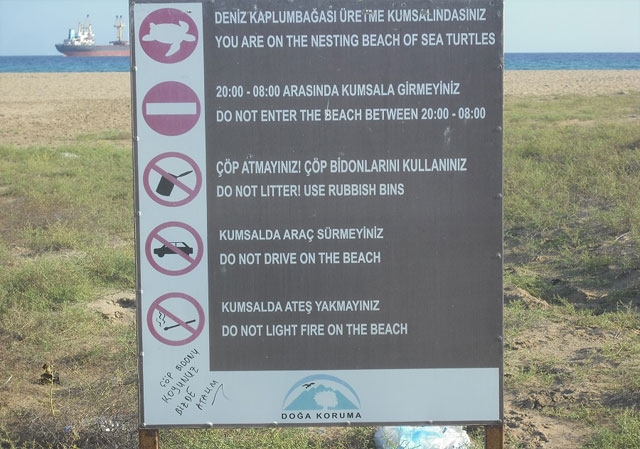 DENİZ KAPLUMBAĞASI ÜRETME KUMSALINDASINIZ
YOU ARE ON THE NESTING BEACH OF SEA TURTLES
20:00 - 08:00 ARASINDA KUMSALA GİRMEYİNİZ
DO NOT ENTER THE BEACH BETWEEN 20:00 - 08:00
ÇÖP ATMAYINIZ! ÇÖP BİDONLARINI KULLANINIZ
DO NOT LITTER! USE RUBBISH BINS
KUMSALDA ARAÇ SÜRMEYİNİZ
DO NOT DRIVE ON THE BEACH
KUMSALDA ATEŞ YAKMAYINIZ
DO NOT LIGHT FIRE ON THE BEACH
ÇÖP BİDONU
KOYUNUZ
BİZDE
ATALIM
DOĞA KORUMA